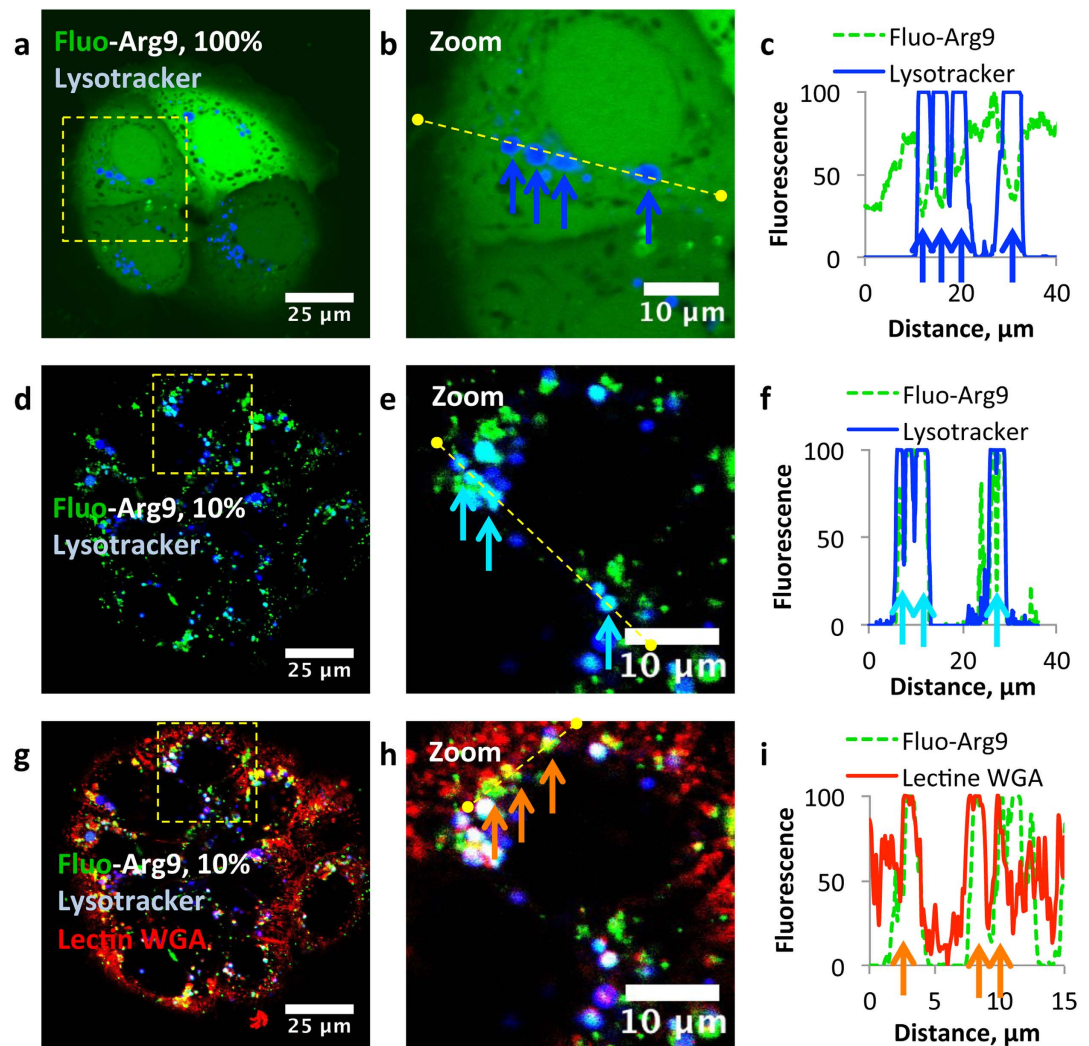 a
Fluo-Arg9, 100%
Lysotracker
25 µm
b
Zoom
10 µm
c
Fluo-Arg9
Lysotracker
100
50
0
Fluorescence
0 20 40
Distance, µm
d
Fluo-Arg9, 10%
Lysotracker
25 µm
e
Zoom
10 µm
f
Fluo-Arg9
Lysotracker
100
50
0
Fluorescence
0 20 40
Distance, µm
g
Fluo-Arg9, 10%
Lysotracker
Lectin WGA
25 µm
h
Zoom
10 µm
i
Fluo-Arg9
Lectine WGA
100
50
0
Fluorescence
0 5 10 15
Distance, µm